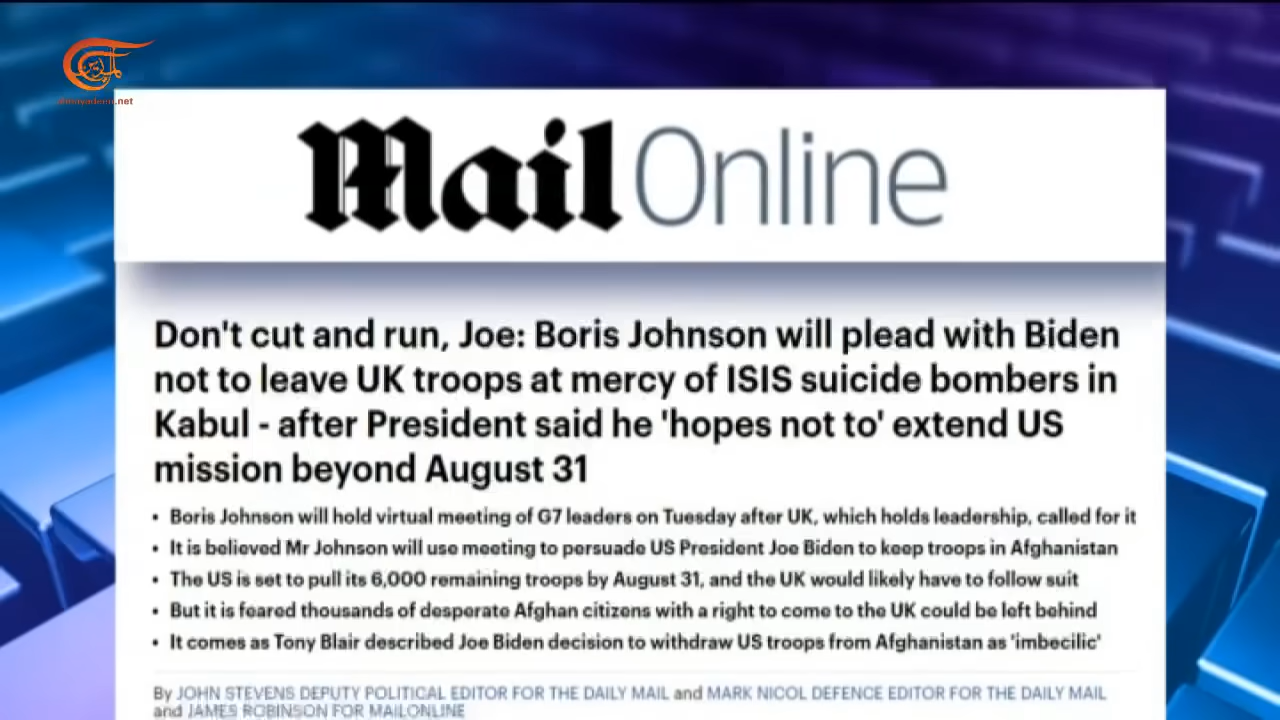 Mail Online
Don't cut and run, Joe: Boris Johnson will plead with Biden
not to leave UK troops at mercy of ISIS suicide bombers in
Kabul - after President said he 'hopes not to' extend US
mission beyond August 31
• Boris Johnson will hold virtual meeting of G7 leaders on Tuesday after UK, which holds leadership, called for it
• It is believed Mr Johnson will use meeting to persuade US President Joe Biden to keep troops in Afghanistan
• The US is set to pull its 6,000 remaining troops by August 31, and the UK would likely have to follow suit
• But it is feared thousands of desperate Afghan citizens with a right to come to the UK could be left behind
• It comes as Tony Blair described Joe Biden decision to withdraw US troops from Afghanistan as 'imbecilic'
By JOHN STEVENS DEPUTY POLITICAL EDITOR FOR THE DAILY MAIL and MARK NICOL DEFENCE EDITOR FOR THE DAILY MAIL
and JAMES ROBINSON FOR MAILONLINE